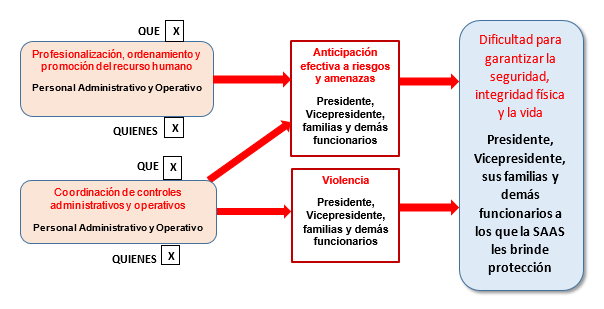 QUE X
Profesionalización, ordenamiento y
promoción del recurso humano
Personal Administrativo y Operativo
QUIENES X
QUE X
Coordinación de controles
administrativos y operativos
Personal Administrativo y Operativo
QUIENES X
Anticipación
efectiva a riesgos
y amenazas
Presidente,
Vicepresidente,
familias y demás
funcionarios
Violencia
Presidente,
Vicepresidente,
familias y demás
funcionarios
Dificultad para
garantizar la
seguridad,
integridad física
y la vida
Presidente,
Vicepresidente,
sus familias y
demás
funcionarios a
los que la SAAS
les brinde
protección